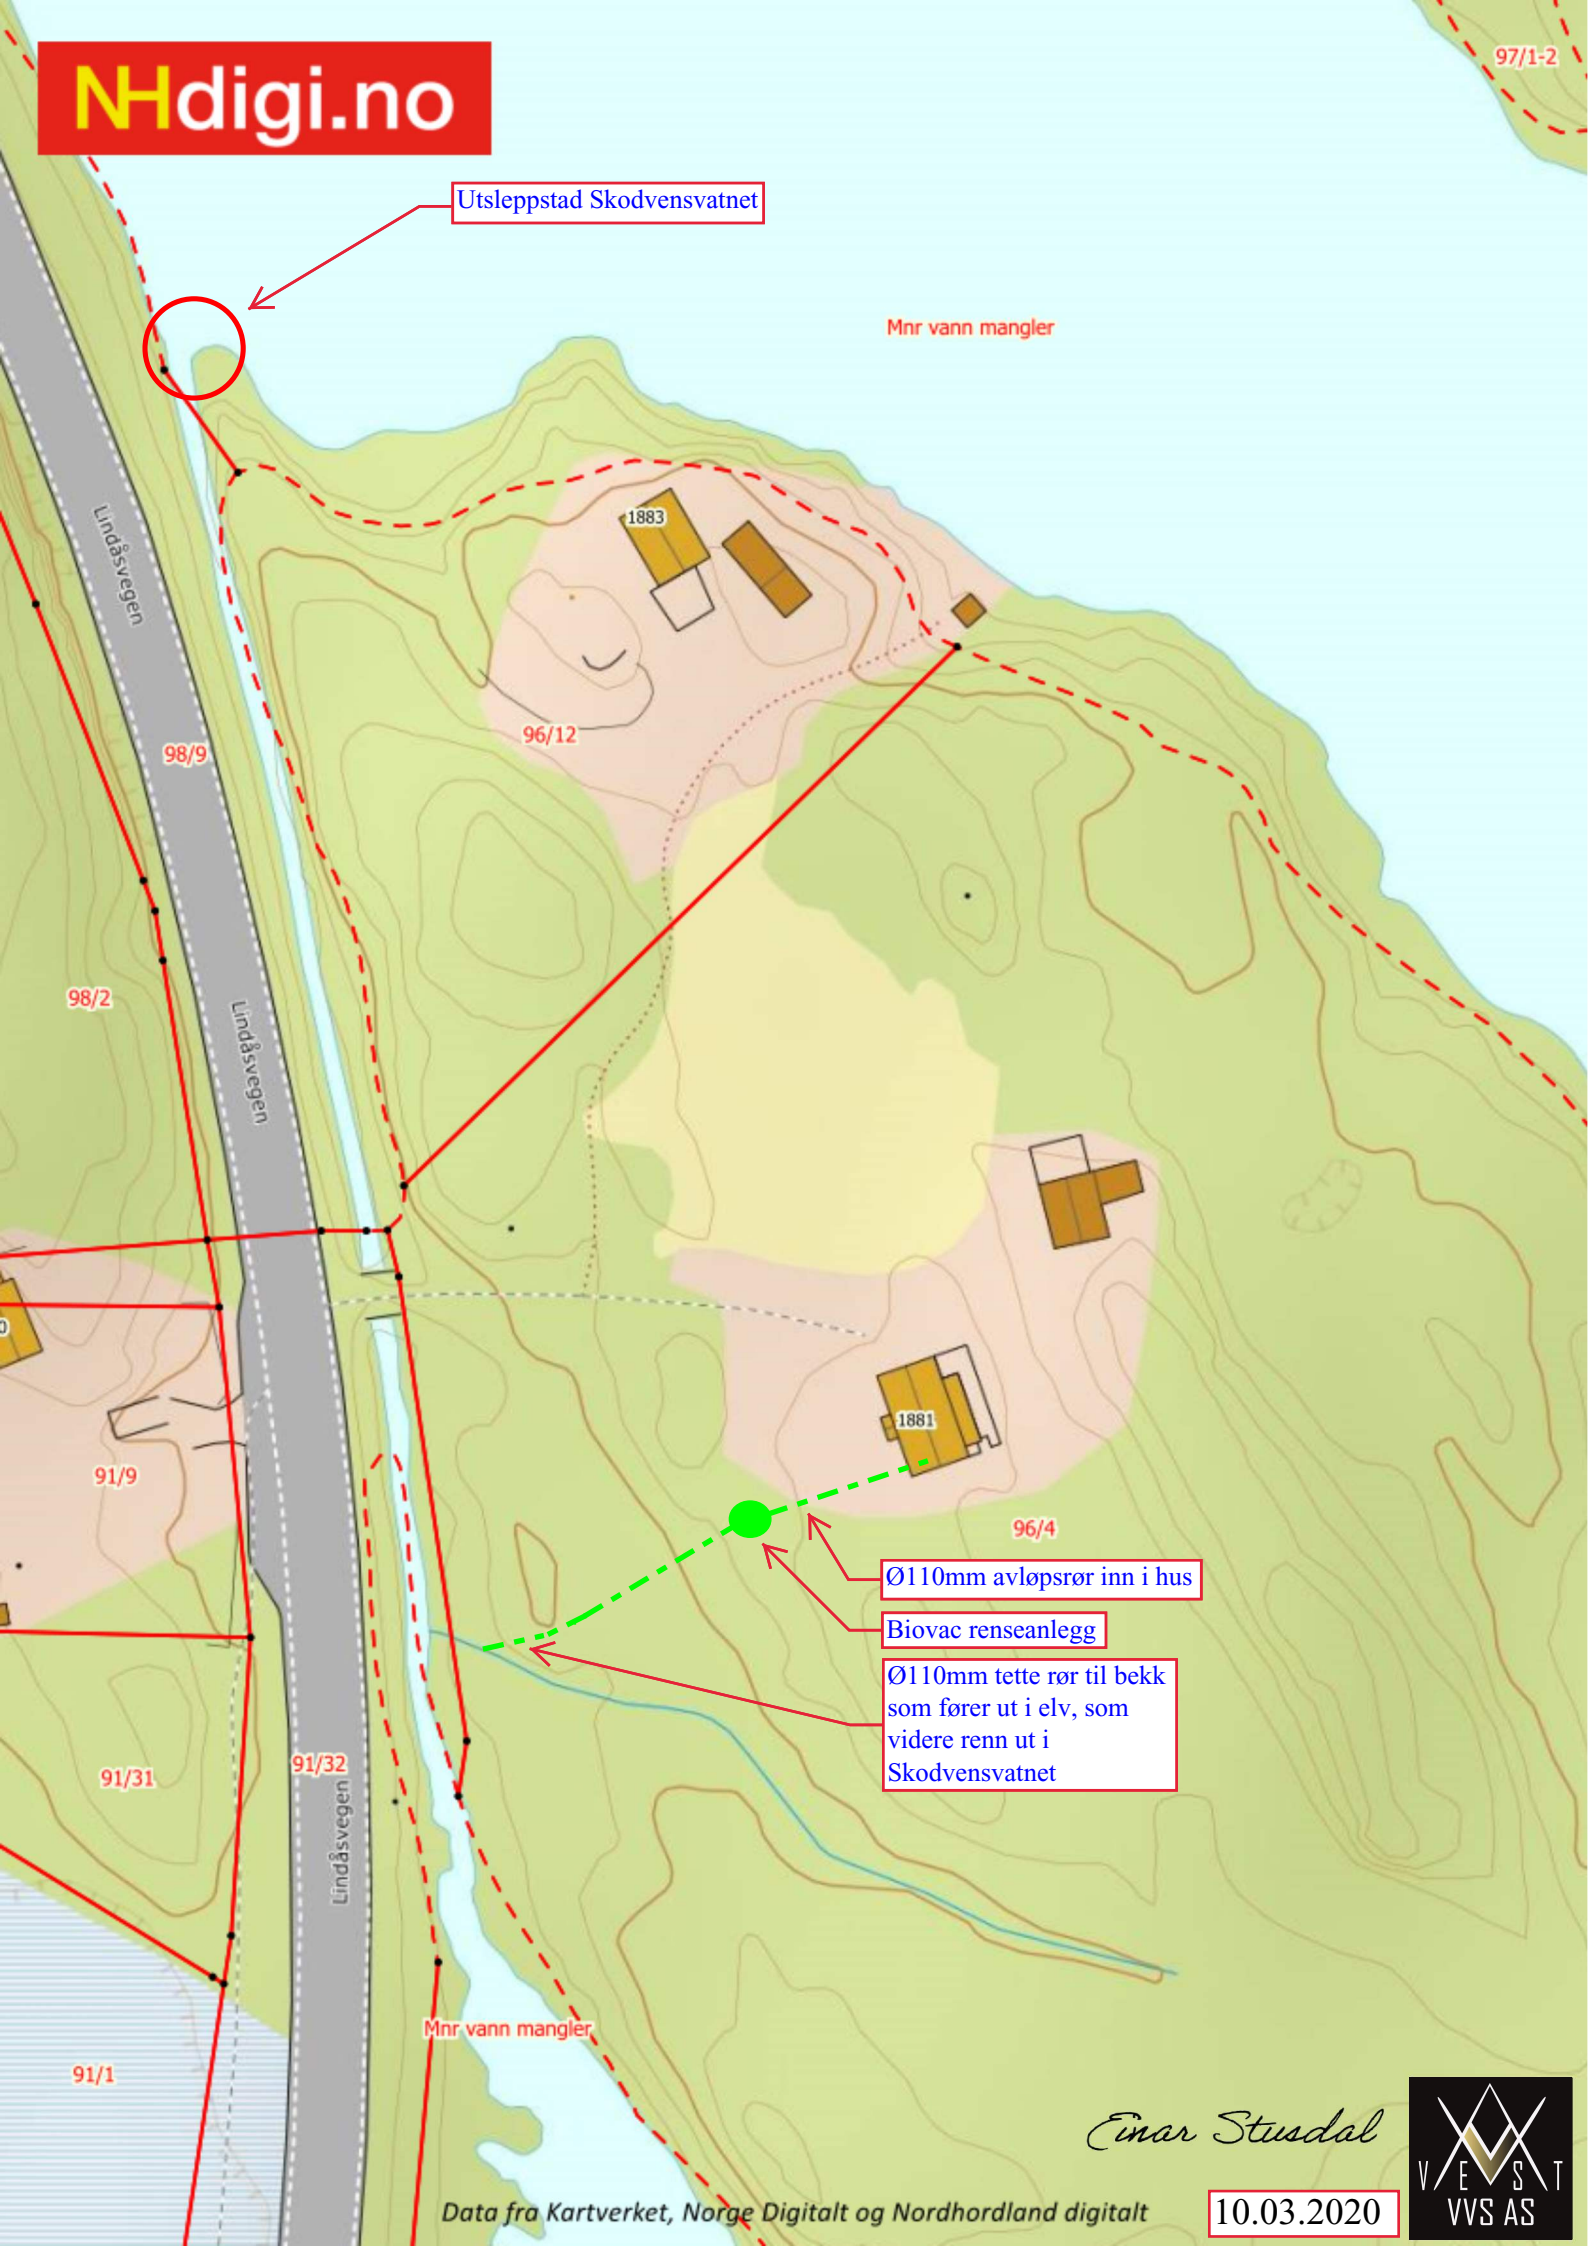 97/1-2
NHdigi.no
Utsleppstad Skodvensvatnet
Mnr vann mangler
1883
Lindåsvegen
96/12
98/9
98/2
Lindåsvegen
0
1881
91/9
96/4
Ø110mm avløpsrør inn i hus
Biovac renseanlegg
Ø110mm tette rør til bekk
som fører ut i elv, som
videre renn ut i
Skodvensvatnet
91/32
91/31
Lindåsvegen
Mnr vann mangler
91/1
Einar Stusdal
VEST
VVS AS
Data fra Kartverket, Norge Digitalt og Nordhordland digitalt
10.03.2020